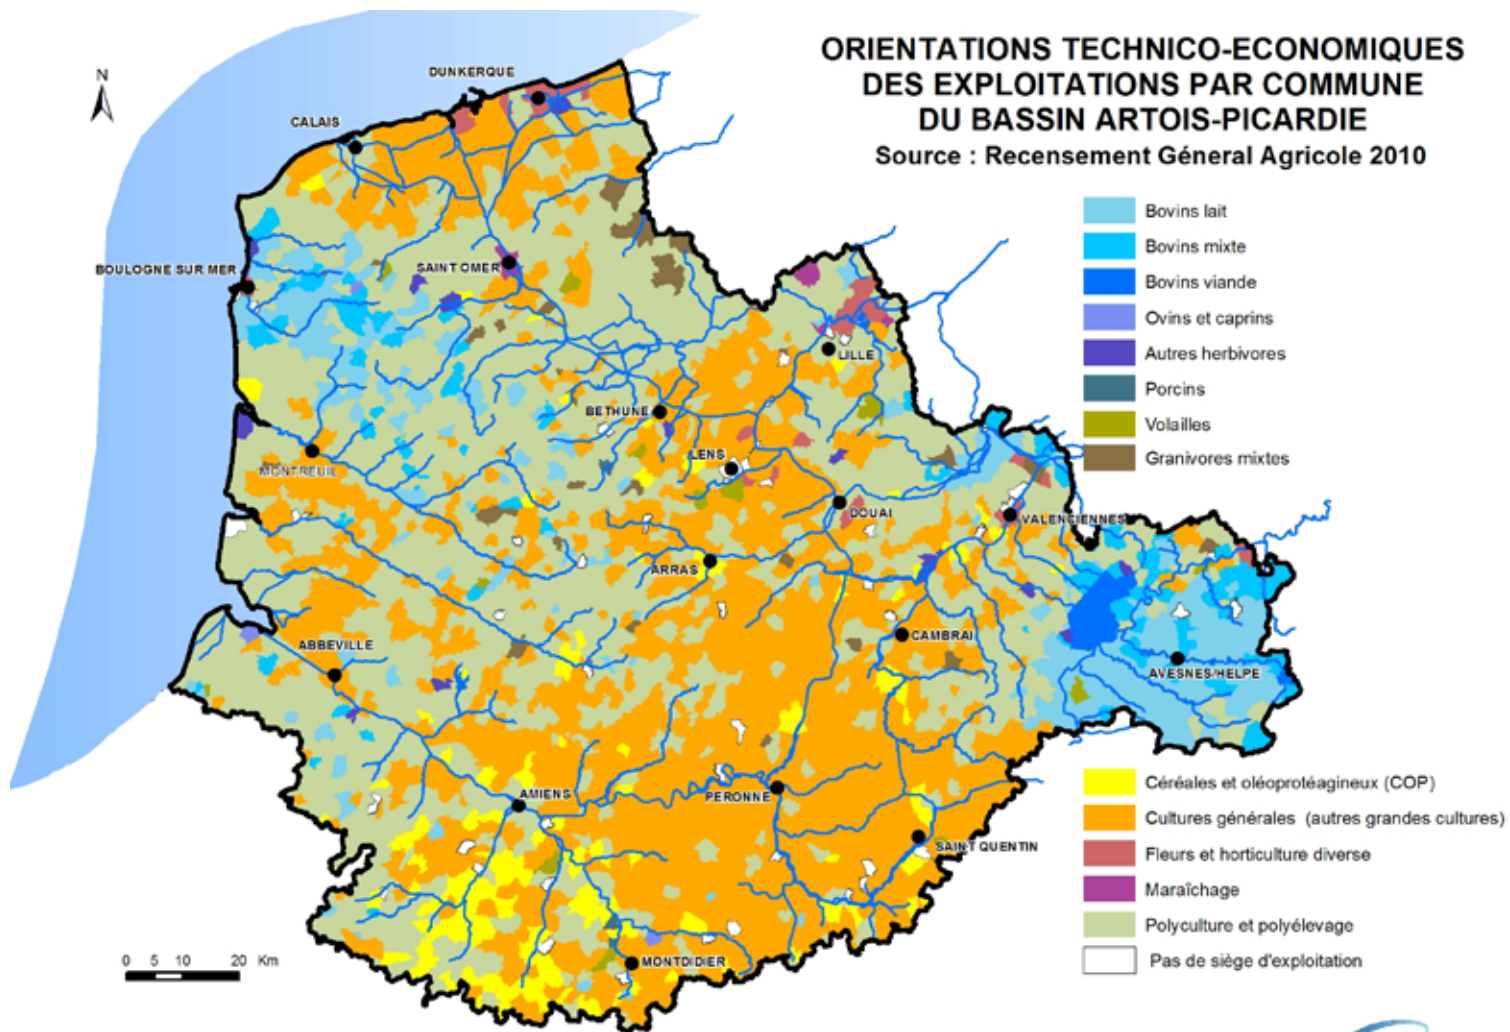 ORIENTATIONS TECHNICO-ECONOMIQUES
DES EXPLOITATIONS PAR COMMUNE
DU BASSIN ARTOIS-PICARDIE
Source : Recensement Géneral Agricole 2010
N
DUNKERQUE
CALAIS
BOULOGNE SUR MER
SAINT OMER
LILLE
BETHUNE
LENS
MONTREUIL
DOUAI
VALENCIENNES
ARRAS
CAMBRAI
ABBEVILLE
AVESNES/HELPE
AMIENS
PERONNE
SAINT QUENTIN
MONTDIDIER
Bovins lait
Bovins mixte
Bovins viande
Ovins et caprins
Autres herbivores
Porcins
Volailles
Granivores mixtes
Céréales et oléoprotéagineux (COP)
Cultures générales (autres grandes cultures)
Fleurs et horticulture diverse
Maraîchage
Polyculture et polyélevage
Pas de siège d'exploitation
0 5 10 20 Km